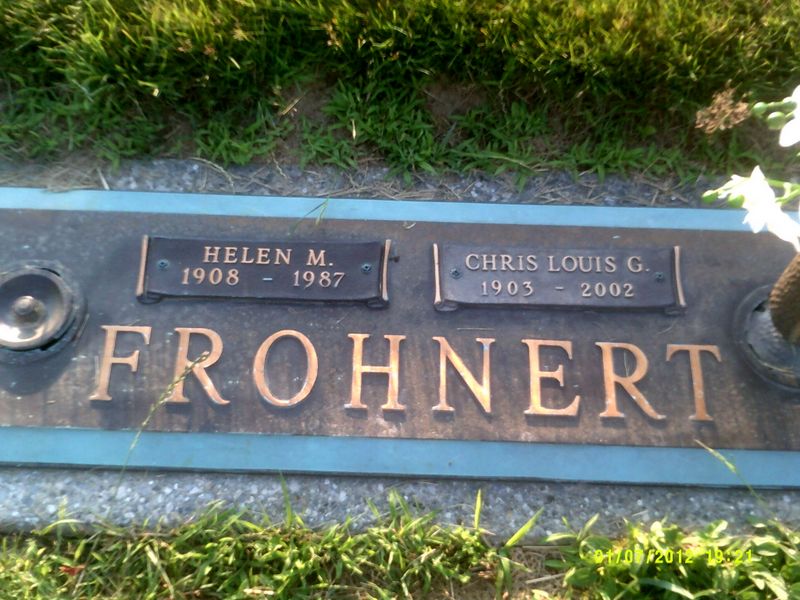 HELEN M.
1908 - 1987
CHRIS LOUIS G.
1903 - 2002
FROHNERT